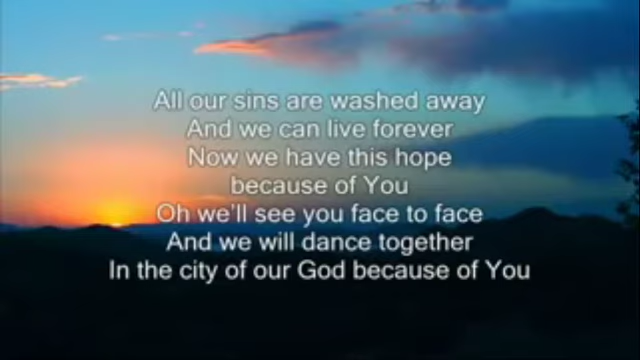 All our sins are washed away
And we can live forever
Now we have this hope
because of You
Oh we'll see you face to face
And we will dance together
In the city of our God because of You